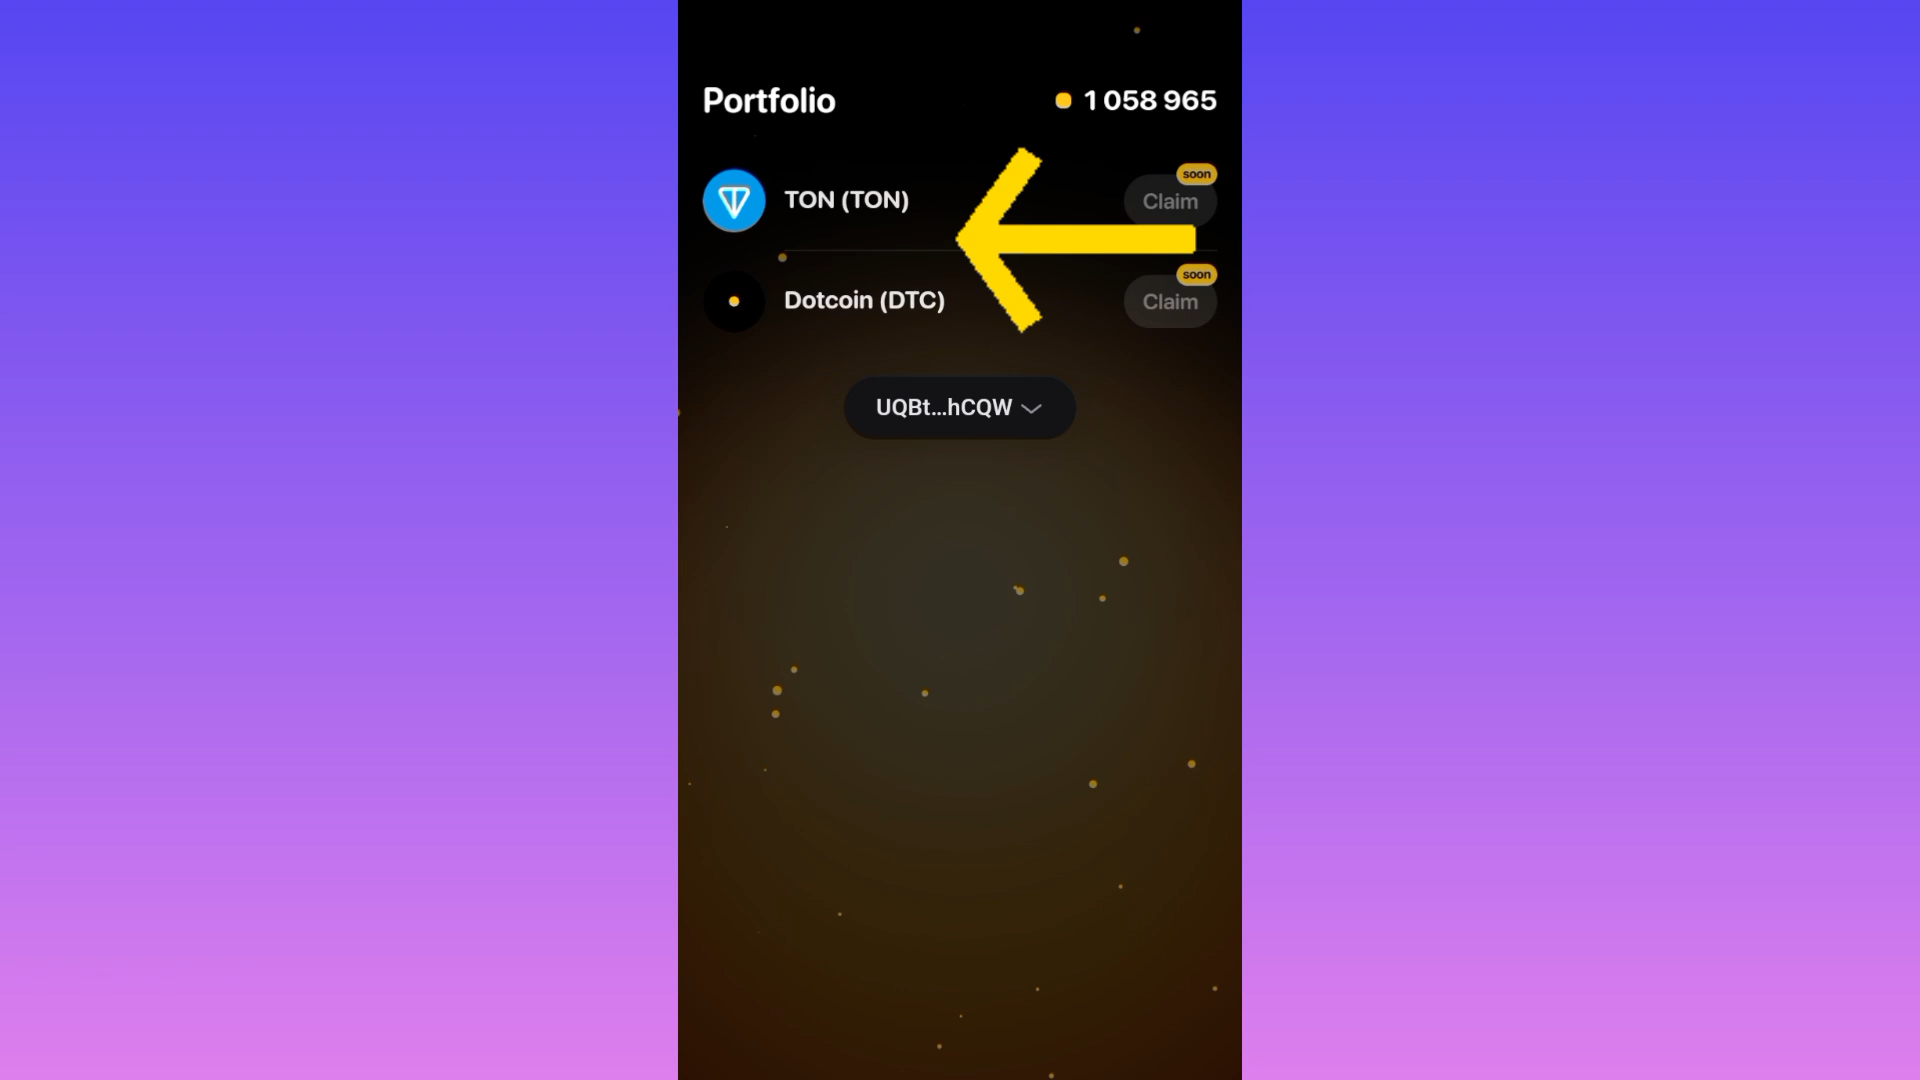 Portfolio 1 058 965
soon
TON (TON) Claim
soon
Dotcoin (DTC) Claim
UQBt...hCQW